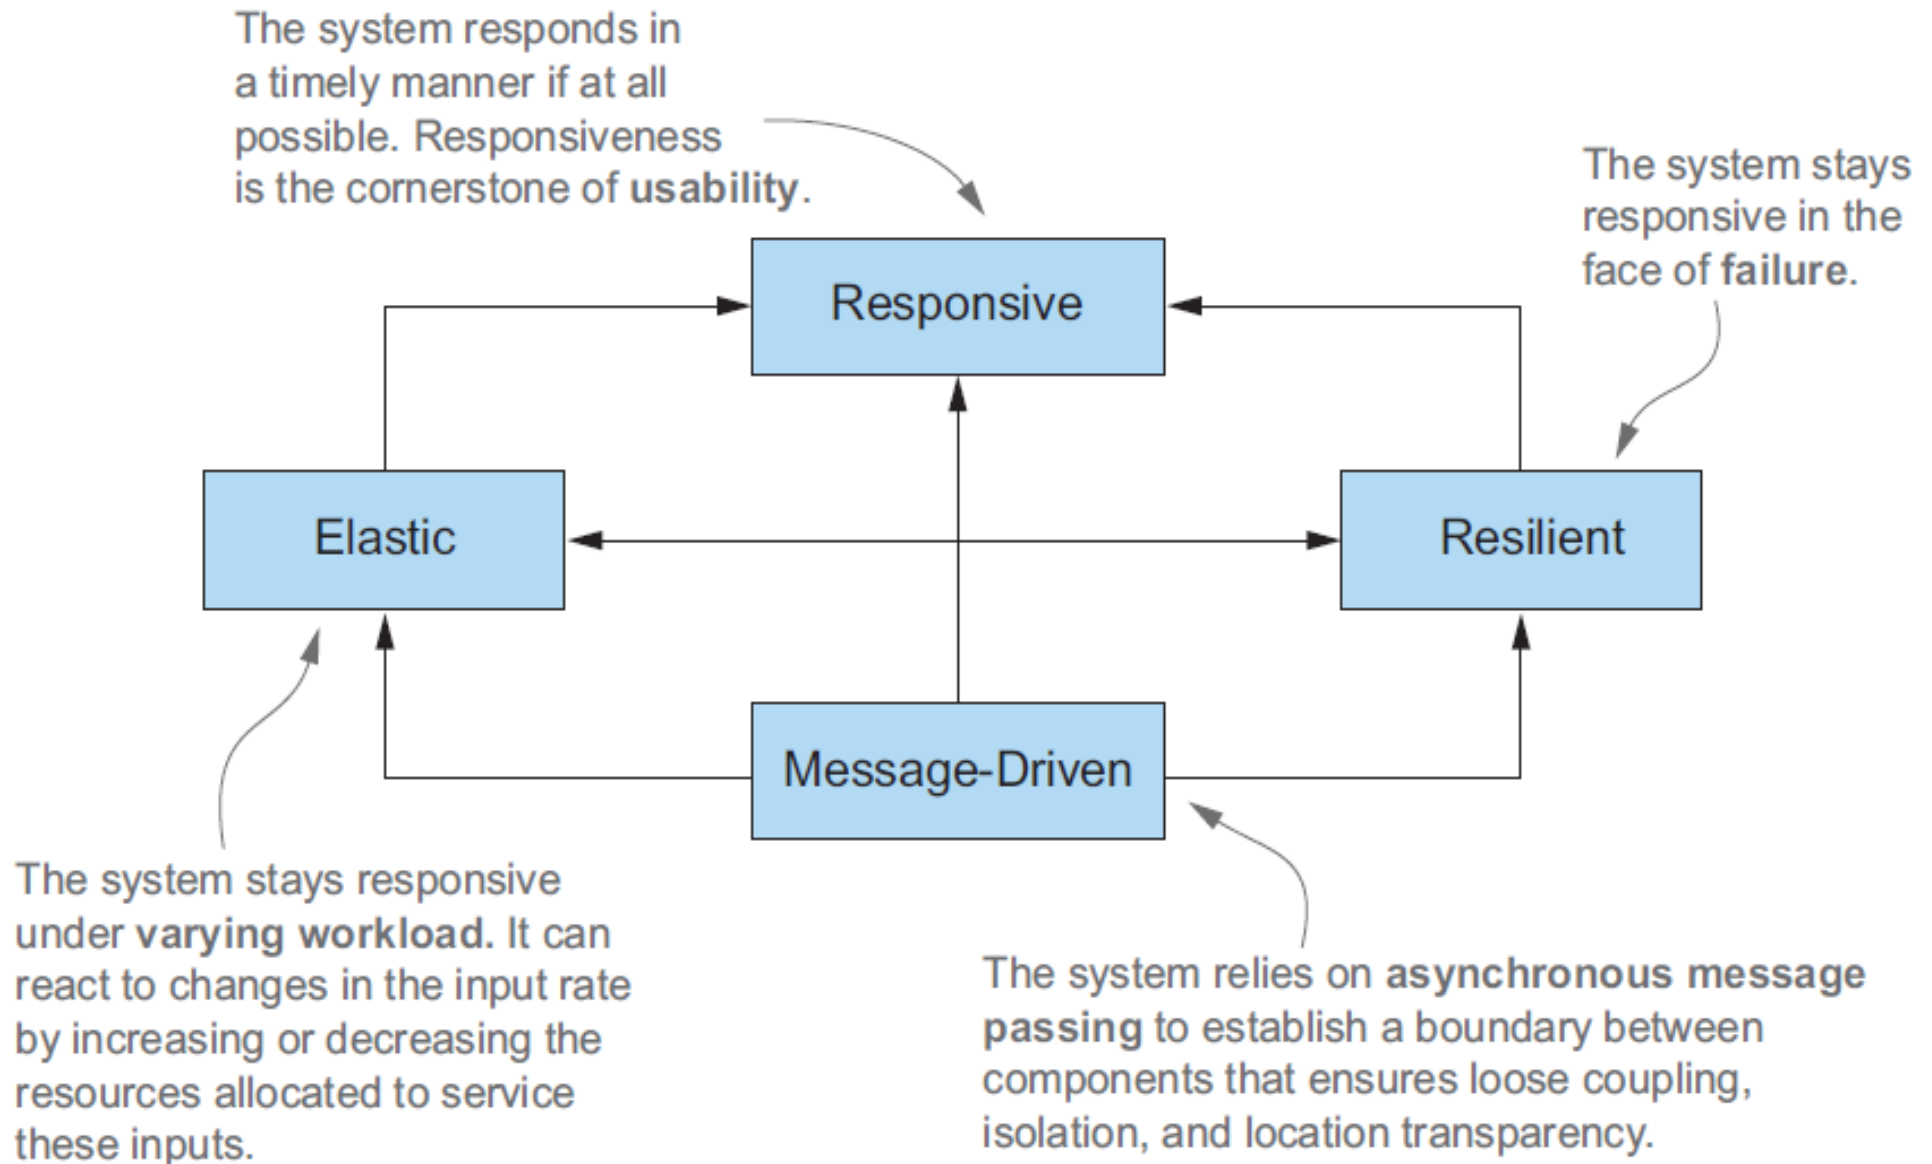 The system responds in
a timely manner if at all
possible. Responsiveness
is the cornerstone of usability.
The system stays
responsive in the
face of failure.
Responsive
Elastic
Resilient
Message-Driven
The system stays responsive
under varying workload. It can
react to changes in the input rate
by increasing or decreasing the
resources allocated to service
these inputs.
The system relies on asynchronous message
passing to establish a boundary between
components that ensures loose coupling,
isolation, and location transparency.